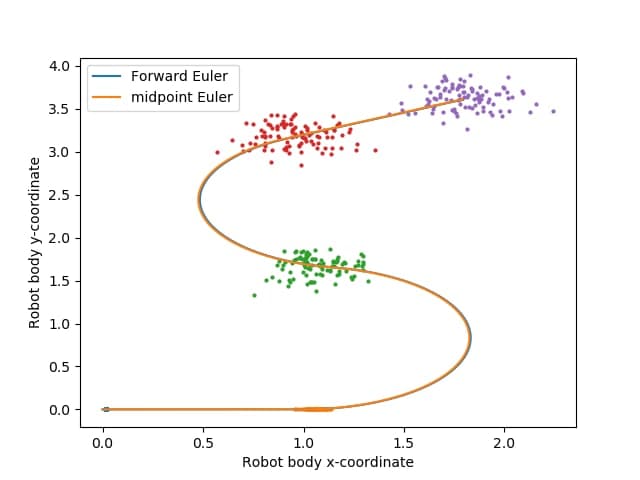 Forward Euler
midpoint Euler
4.0
3.5
3.0
2.5
2.0
1.5
1.0
0.5
0.0
Robot body y-coordinate
0.0 0.5 1.0 1.5 2.0
Robot body x-coordinate